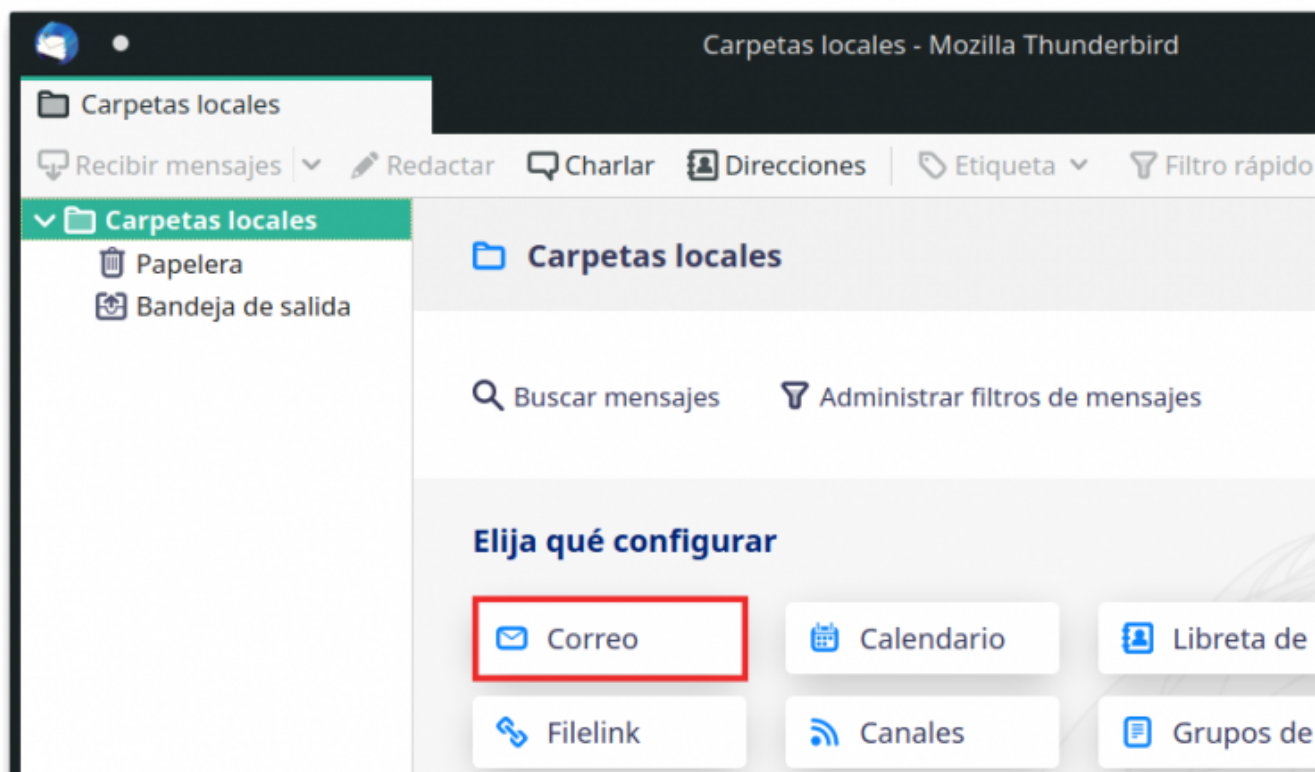 Carpetas locales - Mozilla Thunderbird
Carpetas locales
Recibir mensajes Redactar Charlar Direcciones Etiqueta Filtro rápido
Carpetas locales
Papelera
Bandeja de salida
Carpetas locales
Buscar mensajes Administrar filtros de mensajes
Elija qué configurar
Correo Calendario Libreta de
Filelink Canales Grupos de